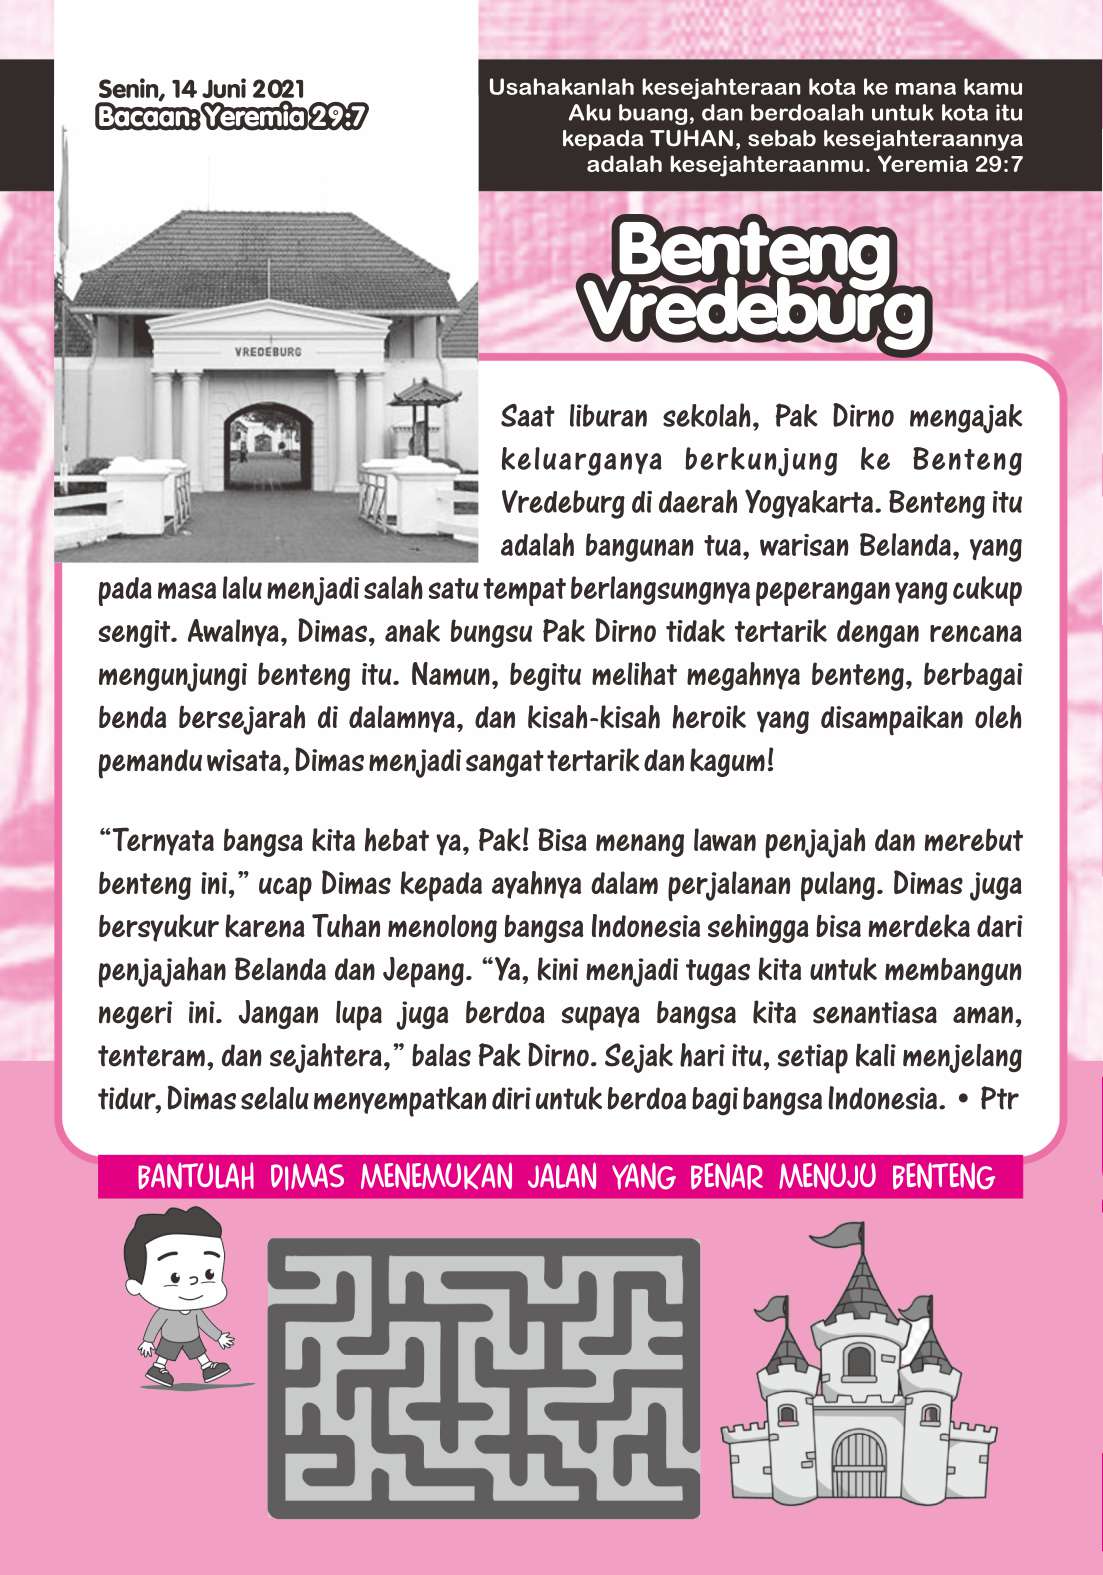 Senin, 14 Juni 2021
Bacaan: Yeremia 29:7
Usahakanlah kesejahteraan kota ke mana kamu
Aku buang, dan berdoalah untuk kota itu
kepada TUHAN, sebab kesejahteraannya
adalah kesejahteraanmu. Yeremia 29:7
Benteng
Vredeburg
VREDEBURG
Saat liburan sekolah, Pak Dirno mengajak
keluarganya berkunjung ke Benteng
Vredeburg di daerah Yogyakarta. Benteng itu
adalah bangunan tua, warisan Belanda, yang
pada masa lalu menjadi salah satu tempat berlangsungnya peperangan yang cukup
sengit. Awalnya, Dimas, anak bungsu Pak Dirno tidak tertarik dengan rencana
mengunjungi benteng itu. Namun, begitu melihat megahnya benteng, berbagai
benda bersejarah di dalamnya, dan kisah-kisah heroik yang disampaikan oleh
pemandu wisata, Dimas menjadi sangat tertarik dan kagum!
“Ternyata bangsa kita hebat ya, Pak! Bisa menang lawan penjajah dan merebut
benteng ini,” ucap Dimas kepada ayahnya dalam perjalanan pulang. Dimas juga
bersyukur karena Tuhan menolong bangsa Indonesia sehingga bisa merdeka dari
penjajahan Belanda dan Jepang. “Ya, kini menjadi tugas kita untuk membangun
negeri ini. Jangan lupa juga berdoa supaya bangsa kita senantiasa aman,
tenteram, dan sejahtera,” balas Pak Dirno. Sejak hari itu, setiap kali menjelang
tidur, Dimas selalu menyempatkan diri untuk berdoa bagi bangsa Indonesia. • Ptr
BANTULAH DIMAS MENEMUKAN JALAN YANG BENAR MENUJU BENTENG